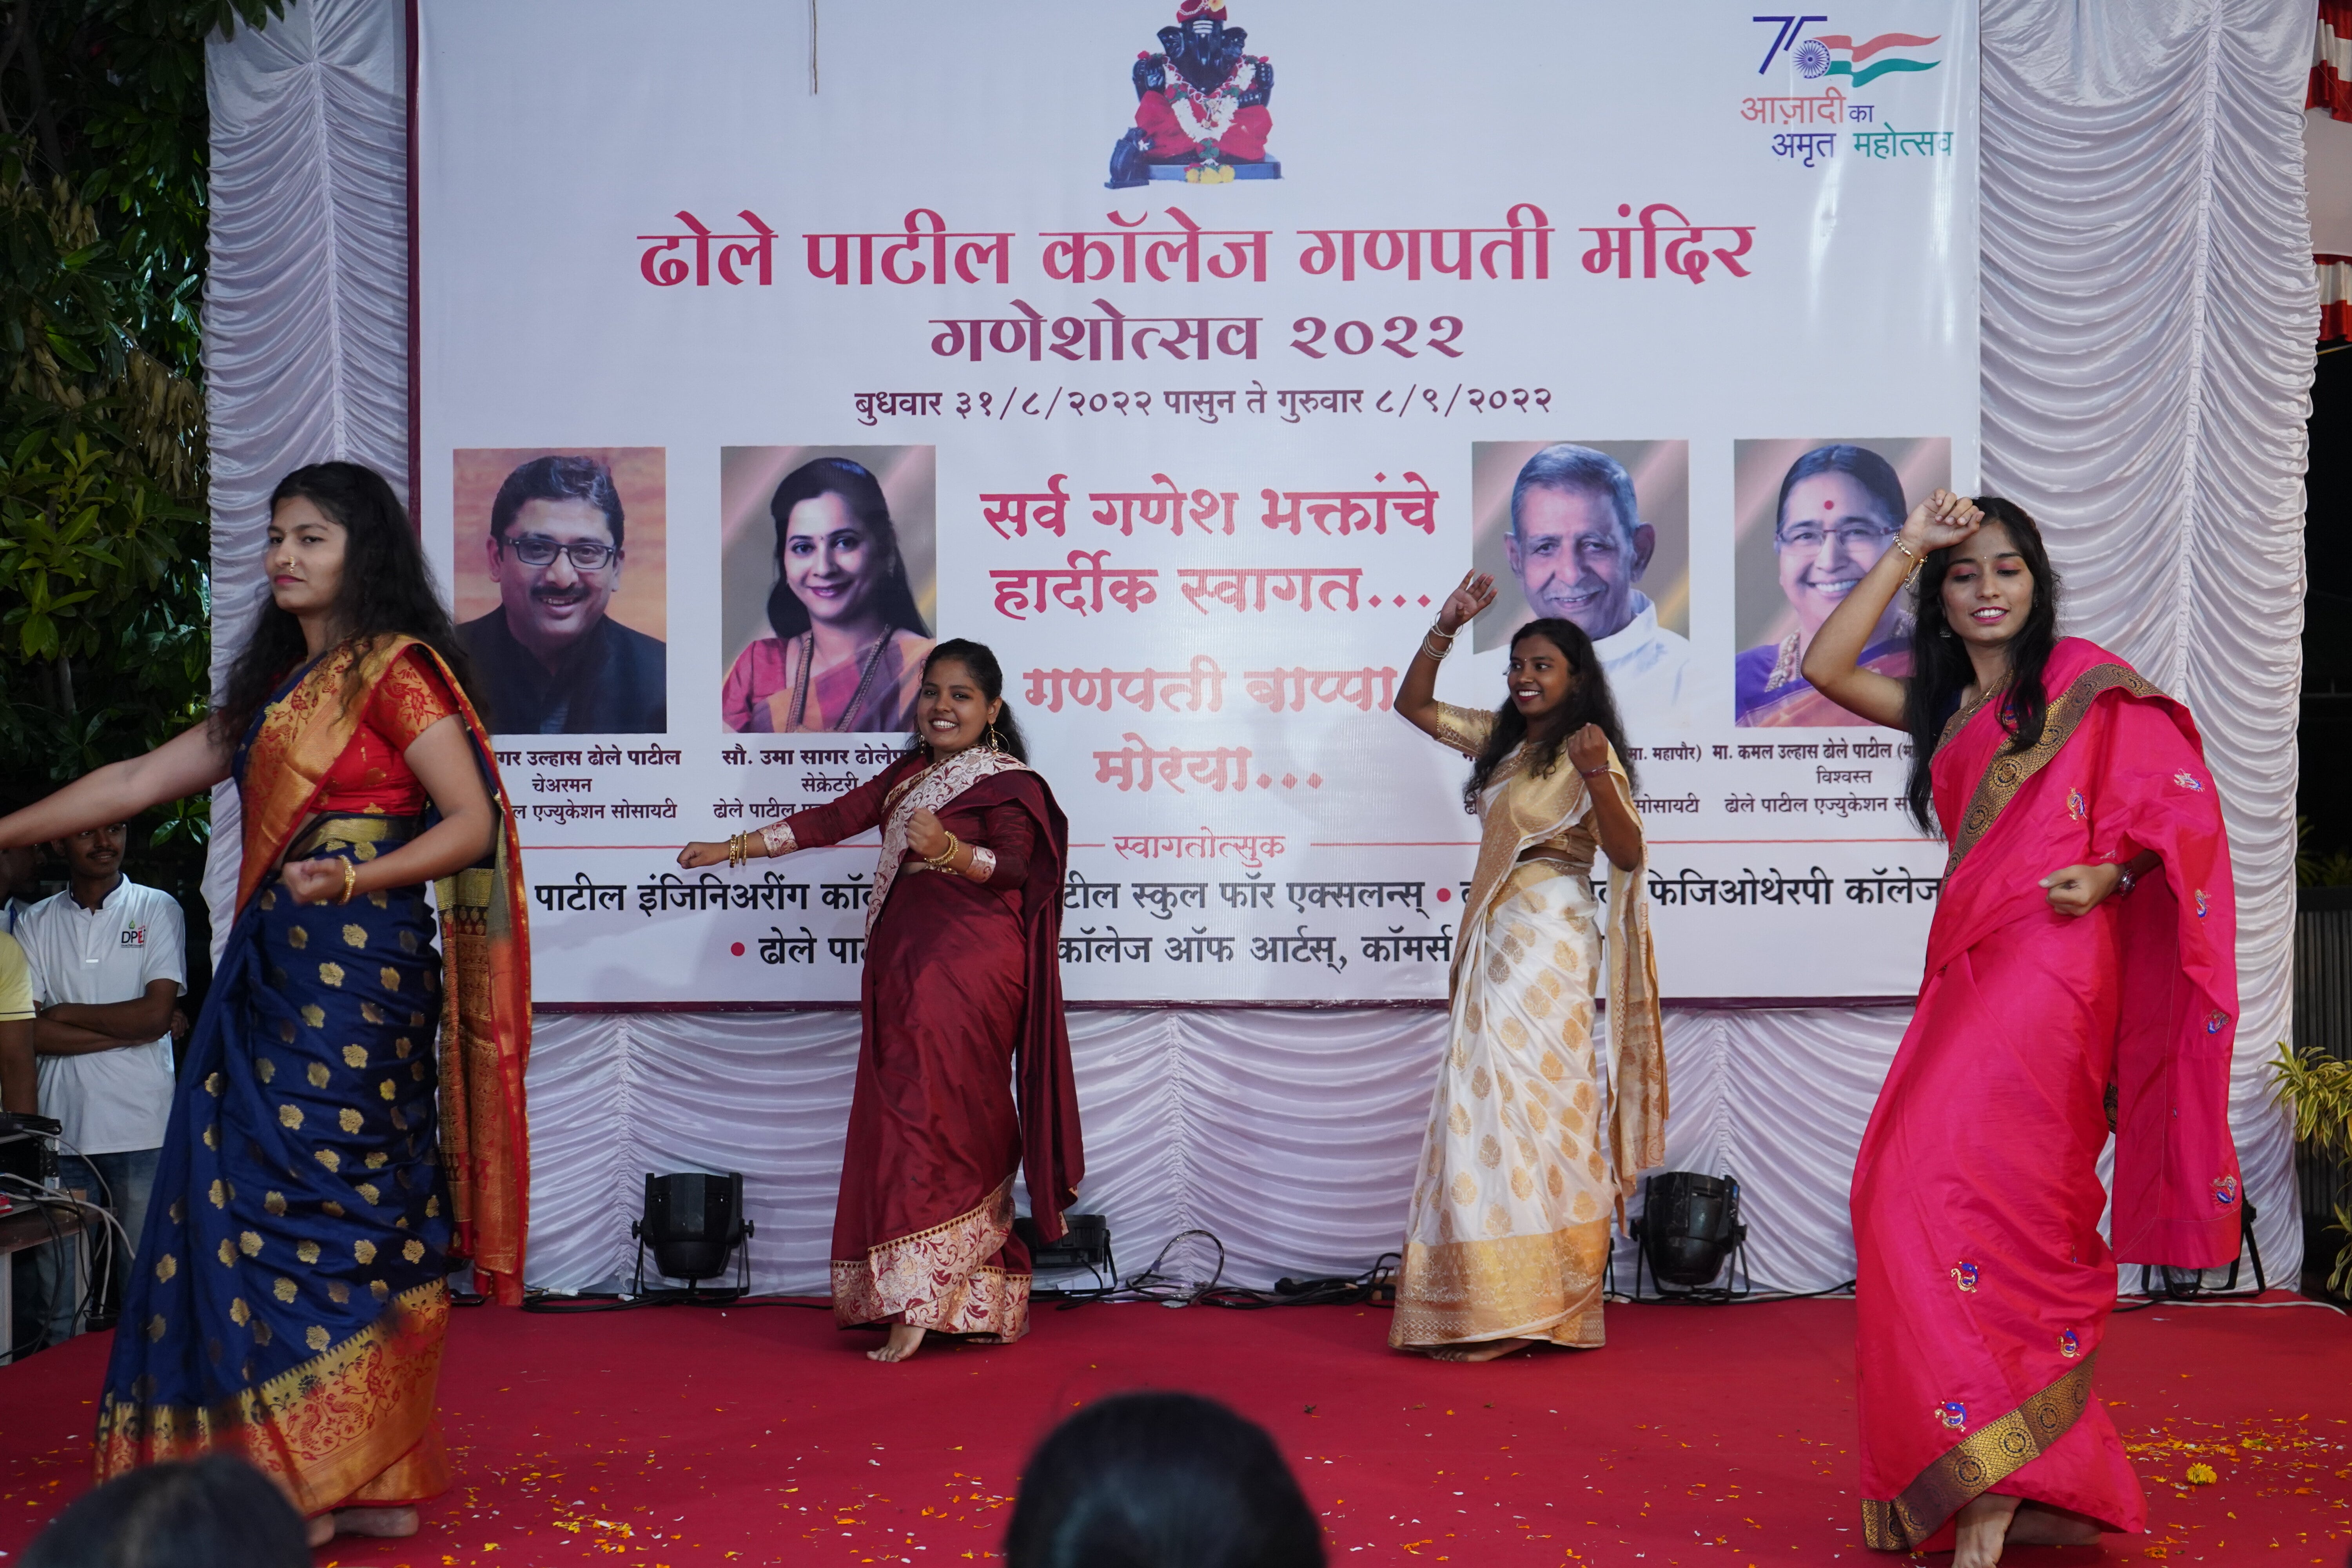 75
आज़ादी का
अमृत महोत्सव
ढोले पाटील कॉलेज गणपती मंदिर
गणेशोत्सव २०२२
बुधवार ३१/८/२०२२ पासुन ते गुरुवार ८/९/२०२२
सर्व गणेश भक्तांचे
हार्दीक स्वागत...
गणपती बाप्पा
मोरया...
उल्हास ढोले पाटील
चेअरमन
एज्युकेशन सोसायटी
सौ. उमा सागर
सेक्रेटरी
ढोले पाटील
मा. महापौर)
सोसायटी
मा. कमल उल्हास ढोले पाटील
विश्वस्त
ढोले पाटील एज्युकेशन
स्वागतोत्सुक
पाटील इंजिनिअरींग स्कुल फॉर एक्सलन्स् • फिजिओथेरपी कॉलेज
• ढोले कॉलेज ऑफ आर्टस्, कॉमर्स